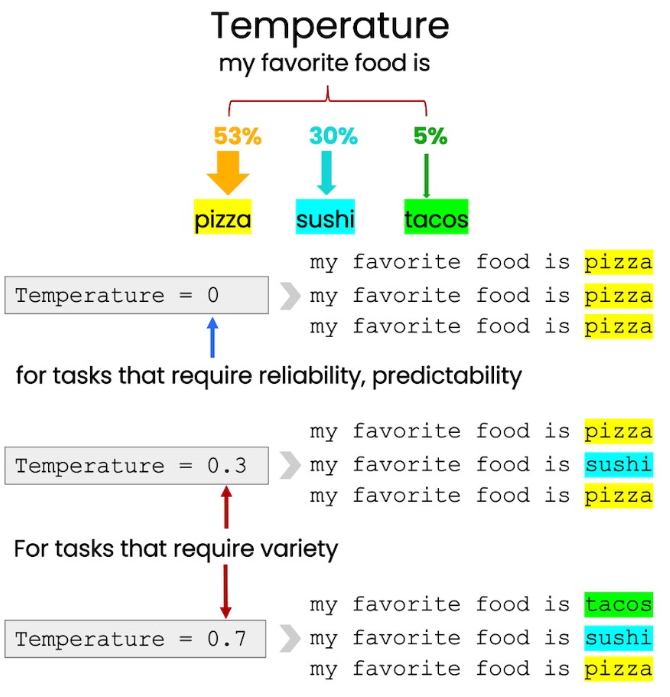 Temperature
my favorite food is
53% 30% 5%
pizza sushi tacos
my favorite food is pizza
Temperature = 0 my favorite food is pizza
my favorite food is pizza
for tasks that require reliability, predictability
my favorite food is pizza
Temperature = 0.3 my favorite food is sushi
my favorite food is pizza
For tasks that require variety
my favorite food is tacos
Temperature = 0.7 my favorite food is sushi
my favorite food is pizza